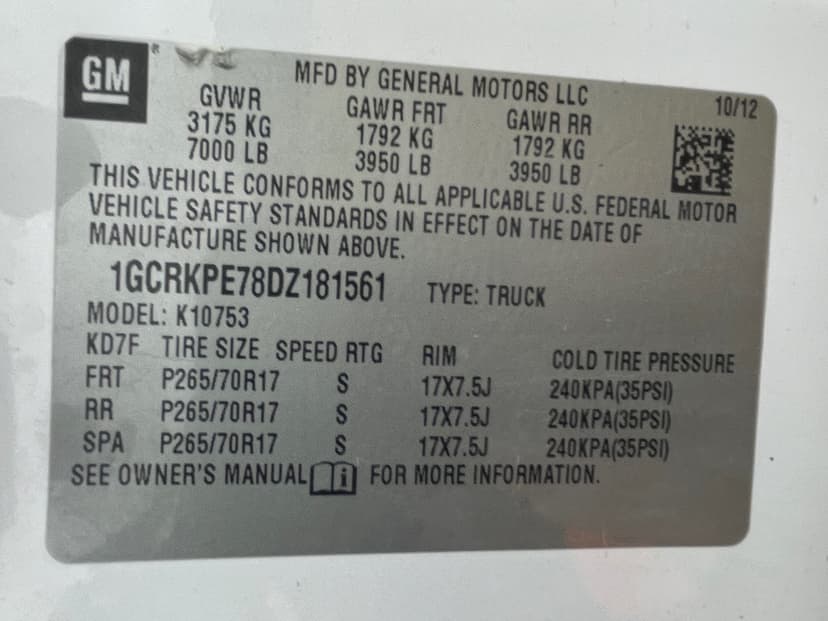 GM® MFD BY GENERAL MOTORS LLC 10/12
GVWR GAWR FRT GAWR RR
3175 KG 1792 KG 1792 KG
7000 LB 3950 LB 3950 LB
THIS VEHICLE CONFORMS TO ALL APPLICABLE U.S. FEDERAL MOTOR
VEHICLE SAFETY STANDARDS IN EFFECT ON THE DATE OF
MANUFACTURE SHOWN ABOVE.
1GCRKPE78DZ181561 TYPE: TRUCK
MODEL: K10753
KD7F TIRE SIZE SPEED RTG RIM COLD TIRE PRESSURE
FRT P265/70R17 S 17X7.5J 240KPA(35PSI)
RR P265/70R17 S 17X7.5J 240KPA(35PSI)
SPA P265/70R17 S 17X7.5J 240KPA(35PSI)
SEE OWNER'S MANUAL i FOR MORE INFORMATION.